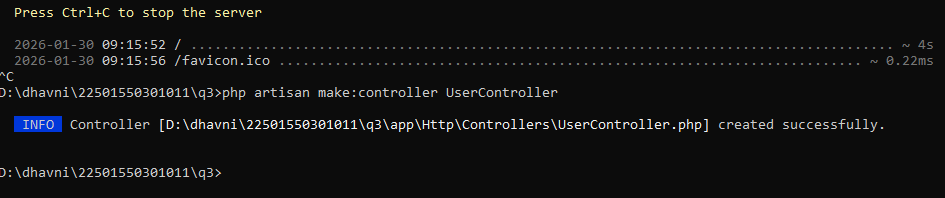 Press Ctrl+C to stop the server
2026-01-30 09:15:52 / ........................................................................................ ~ 4s
2026-01-30 09:15:56 /favicon.ico ......................................................................... ~ 0.22ms
^C
D:\dhavni\22501550301011\q3>php artisan make:controller UserController
INFO Controller [D:\dhavni\22501550301011\q3\app\Http\Controllers\UserController.php] created successfully.
D:\dhavni\22501550301011\q3>